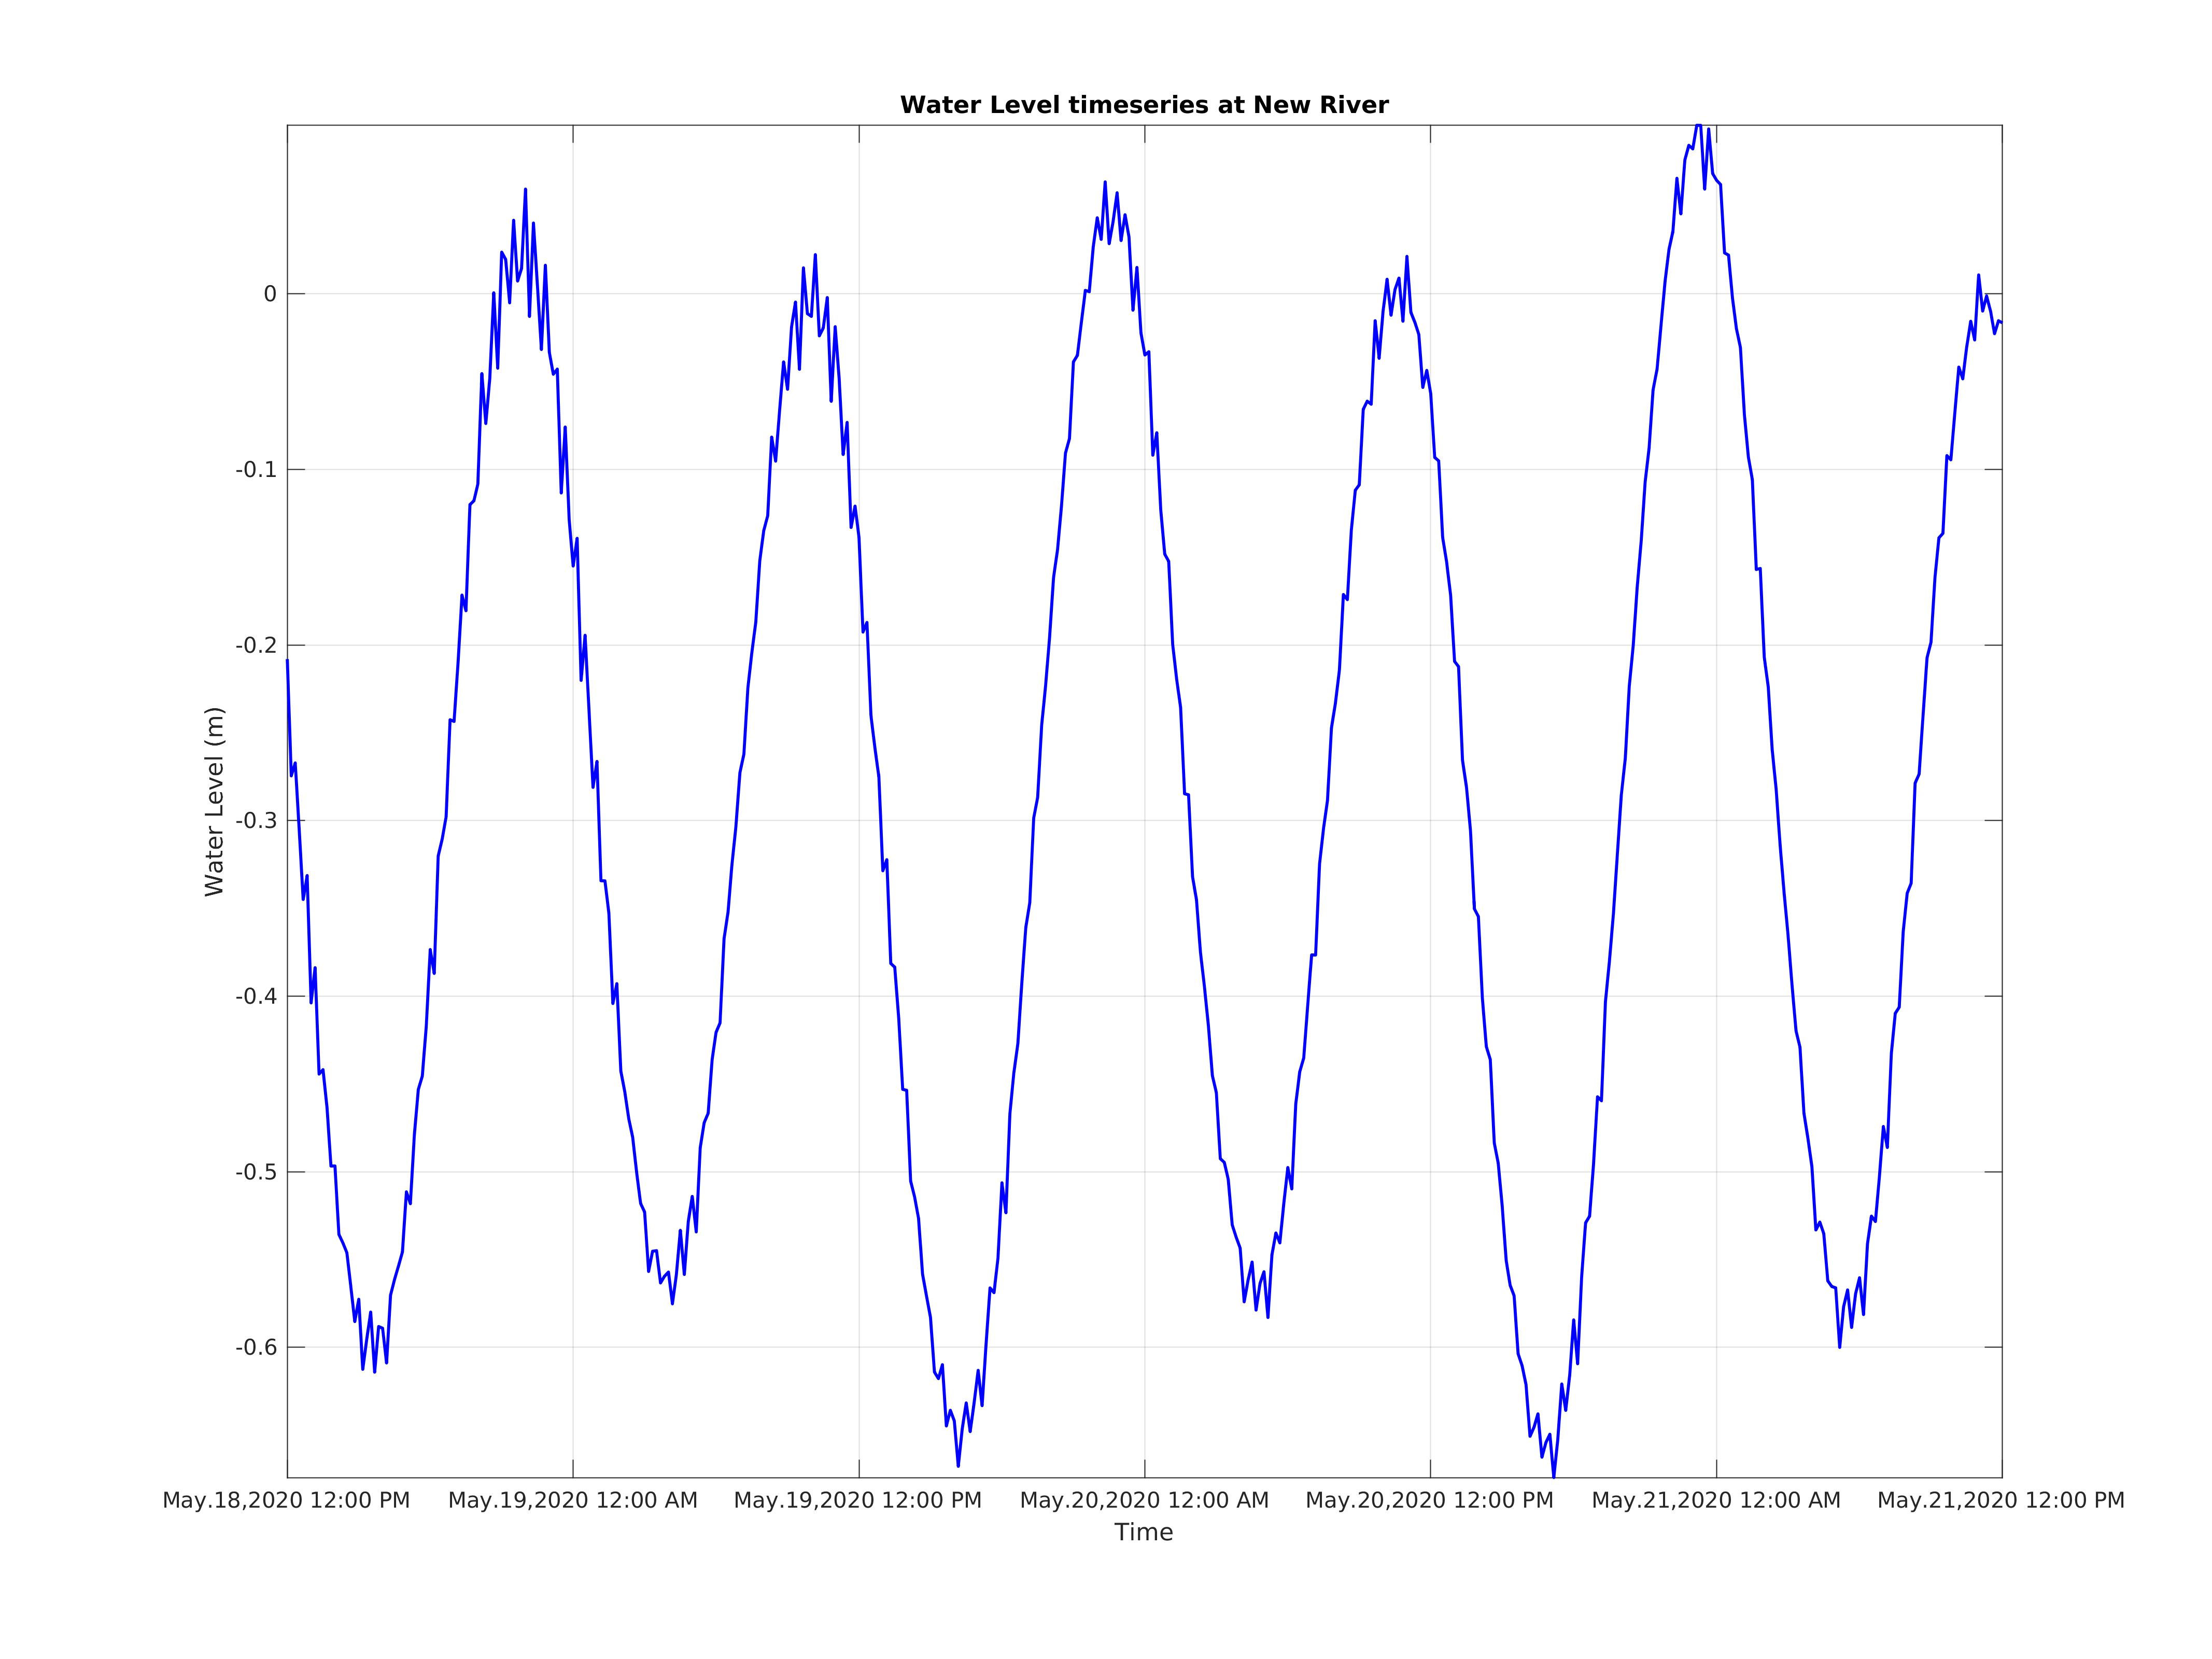 Water Level timeseries at New River
0
-0.1
-0.2
-0.3
-0.4
-0.5
-0.6
Water Level (m)
May.18,2020 12:00 PM May.19,2020 12:00 AM May.19,2020 12:00 PM May.20,2020 12:00 AM May.20,2020 12:00 PM May.21,2020 12:00 AM May.21,2020 12:00 PM
Time